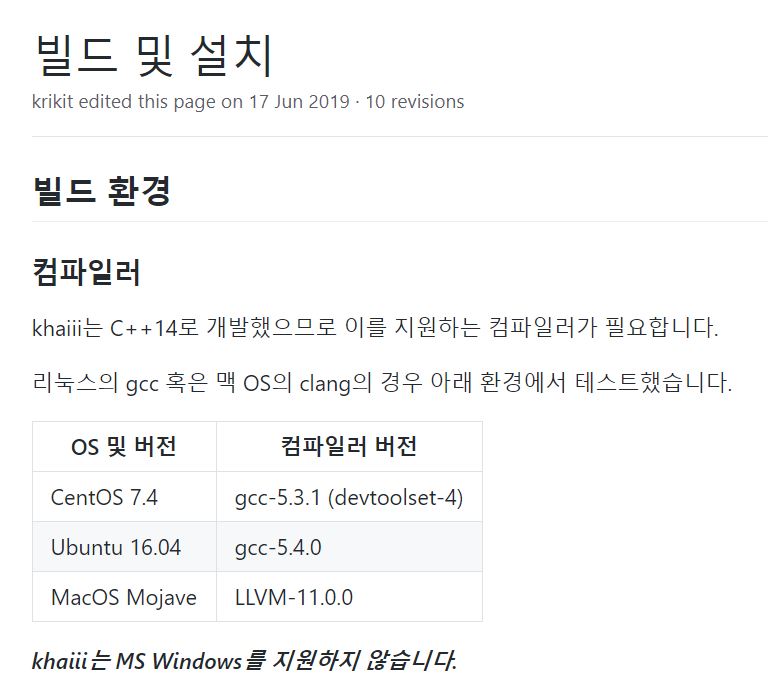 빌드 및 설치
krikit edited this page on 17 Jun 2019 · 10 revisions
빌드 환경
컴파일러
khaiii는 C++14로 개발했으므로 이를 지원하는 컴파일러가 필요합니다.
리눅스의 gcc 혹은 맥 OS의 clang의 경우 아래 환경에서 테스트했습니다.
OS 및 버전 컴파일러 버전
CentOS 7.4 gcc-5.3.1 (devtoolset-4)
Ubuntu 16.04 gcc-5.4.0
MacOS Mojave LLVM-11.0.0
khaiii는 MS Windows를 지원하지 않습니다.